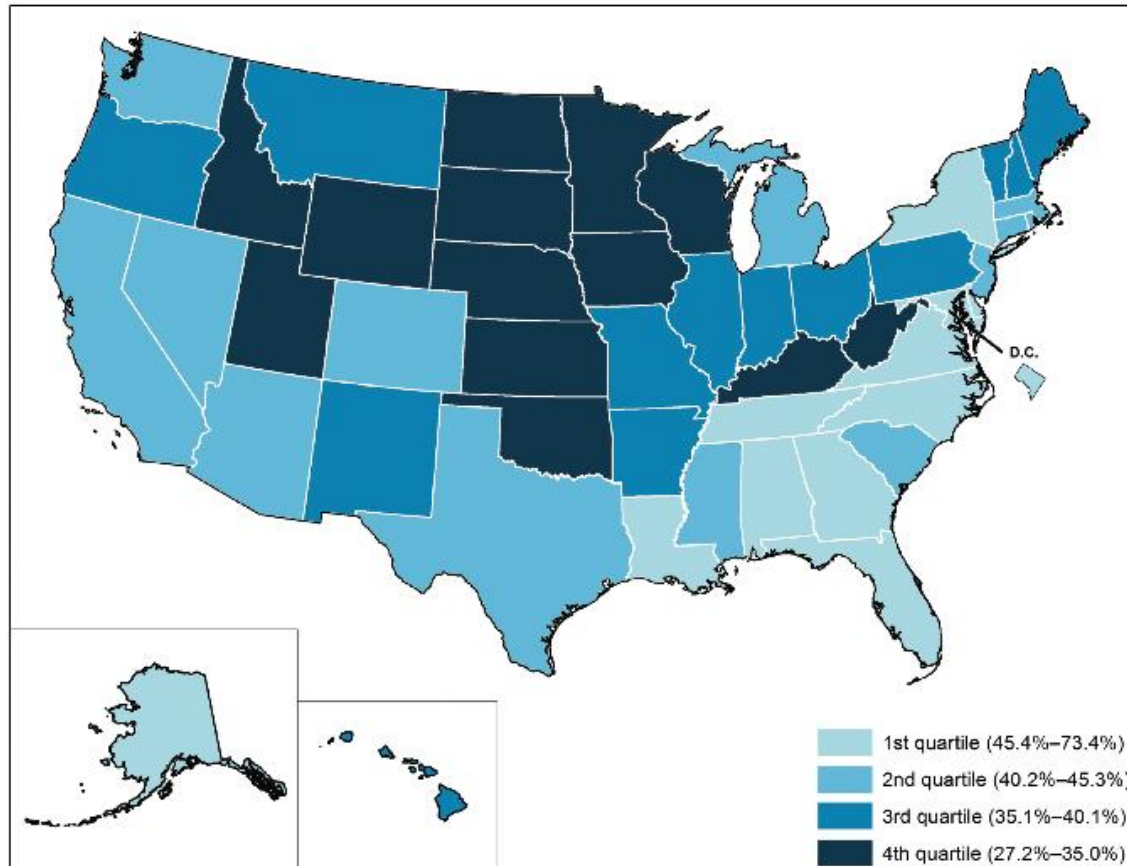 D.C.
1st quartile (45.4%–73.4%)
2nd quartile (40.2%–45.3%)
3rd quartile (35.1%–40.1%)
4th quartile (27.2%–35.0%)